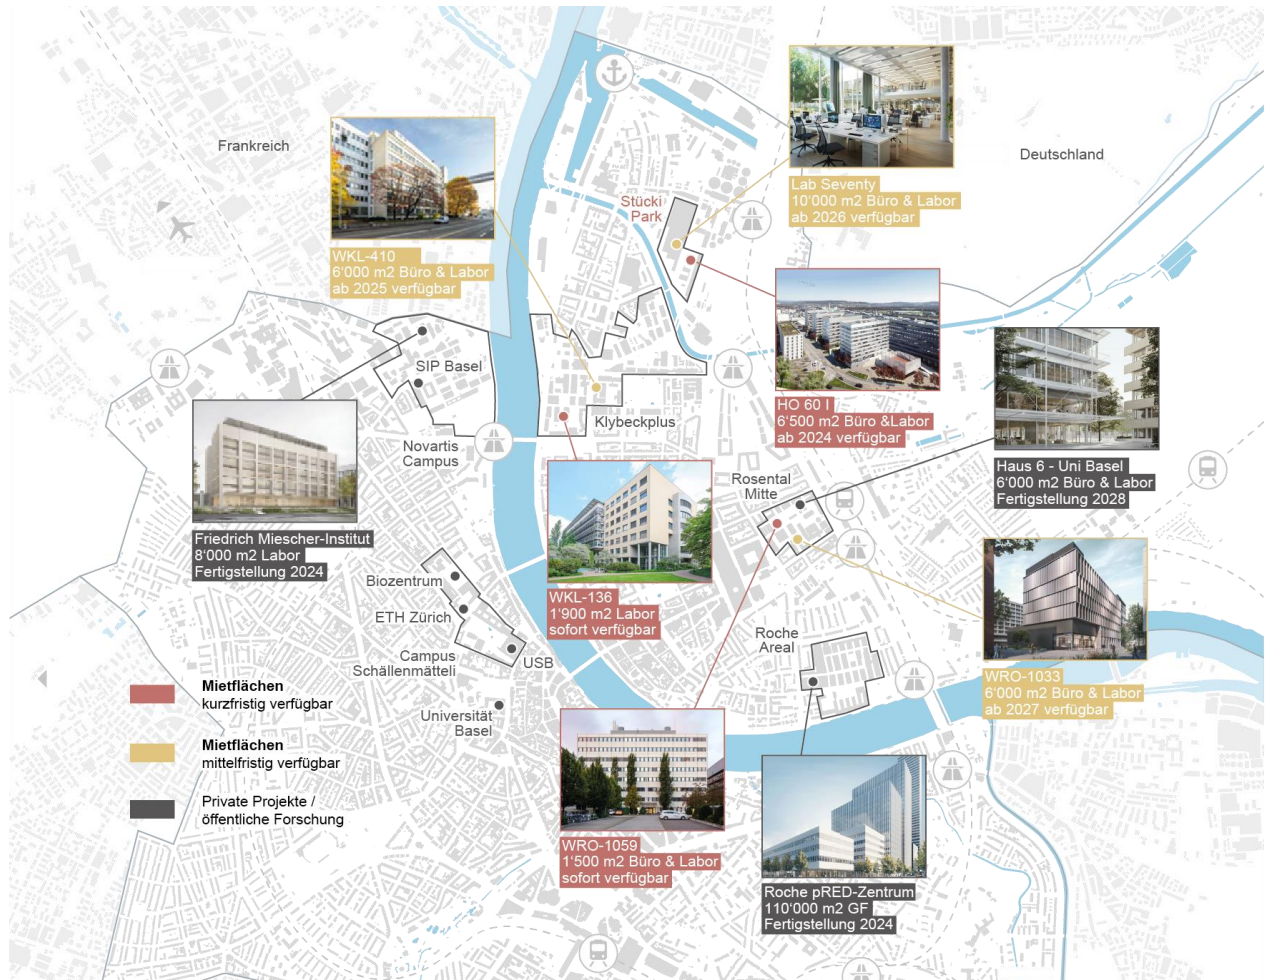 Frankreich
Deutschland
Lab Seventy
10'000 m2 Büro & Labor
ab 2026 verfügbar
Stücki
Park
WKL-410
6'000 m2 Büro & Labor
ab 2025 verfügbar
SIP Basel
HO 60 I
6'500 m2 Büro &Labor
ab 2024 verfügbar
Klybeckplus
Novartis
Campus
Haus 6 - Uni Basel
6'000 m2 Büro & Labor
Fertigstellung 2028
Rosental
Mitte
Friedrich Miescher-Institut
8'000 m2 Labor
Fertigstellung 2024
Biozentrum
ETH Zürich
WKL-136
1'900 m2 Labor
sofort verfügbar
Roche
Areal
Campus
Schällenmätteli
USB
WRO-1033
6'000 m2 Büro & Labor
ab 2027 verfügbar
Universität
Basel
Mietflächen
kurzfristig verfügbar
Mietflächen
mittelfristig verfügbar
Private Projekte /
öffentliche Forschung
WRO-1059
1'500 m2 Büro & Labor
sofort verfügbar
Roche pRED-Zentrum
110'000 m2 GF
Fertigstellung 2024